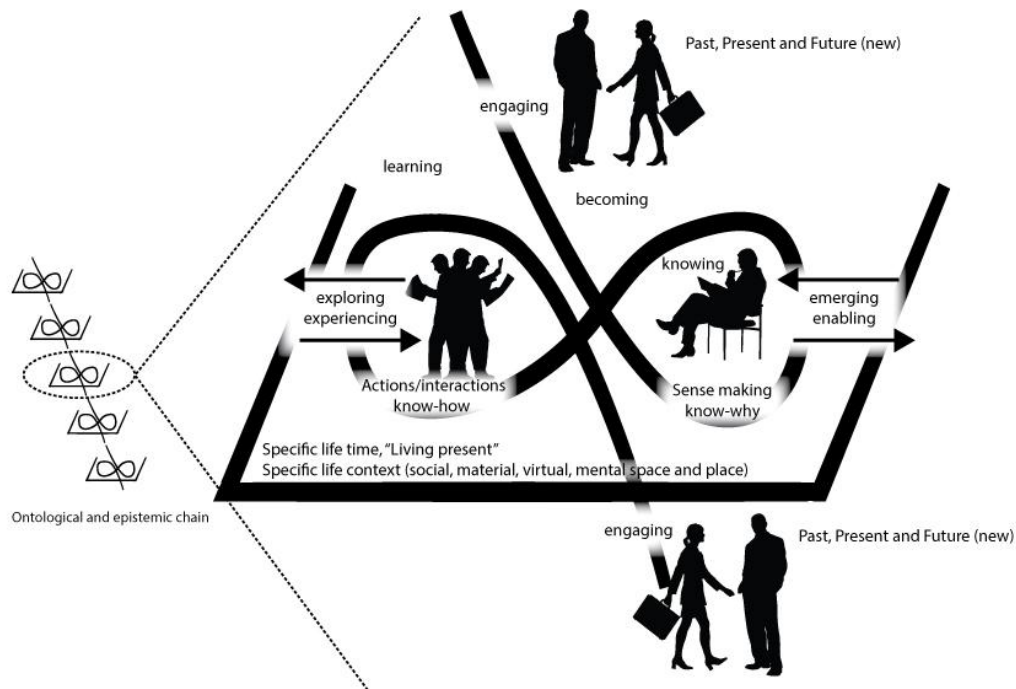 Past, Present and Future (new)
engaging
learning
becoming
knowing
exploring
experiencing
emerging
enabling
Actions/interactions
know-how
Sense making
know-why
Specific life time, "Living present"
Specific life context (social, material, virtual, mental space and place)
Ontological and epistemic chain
engaging
Past, Present and Future (new)